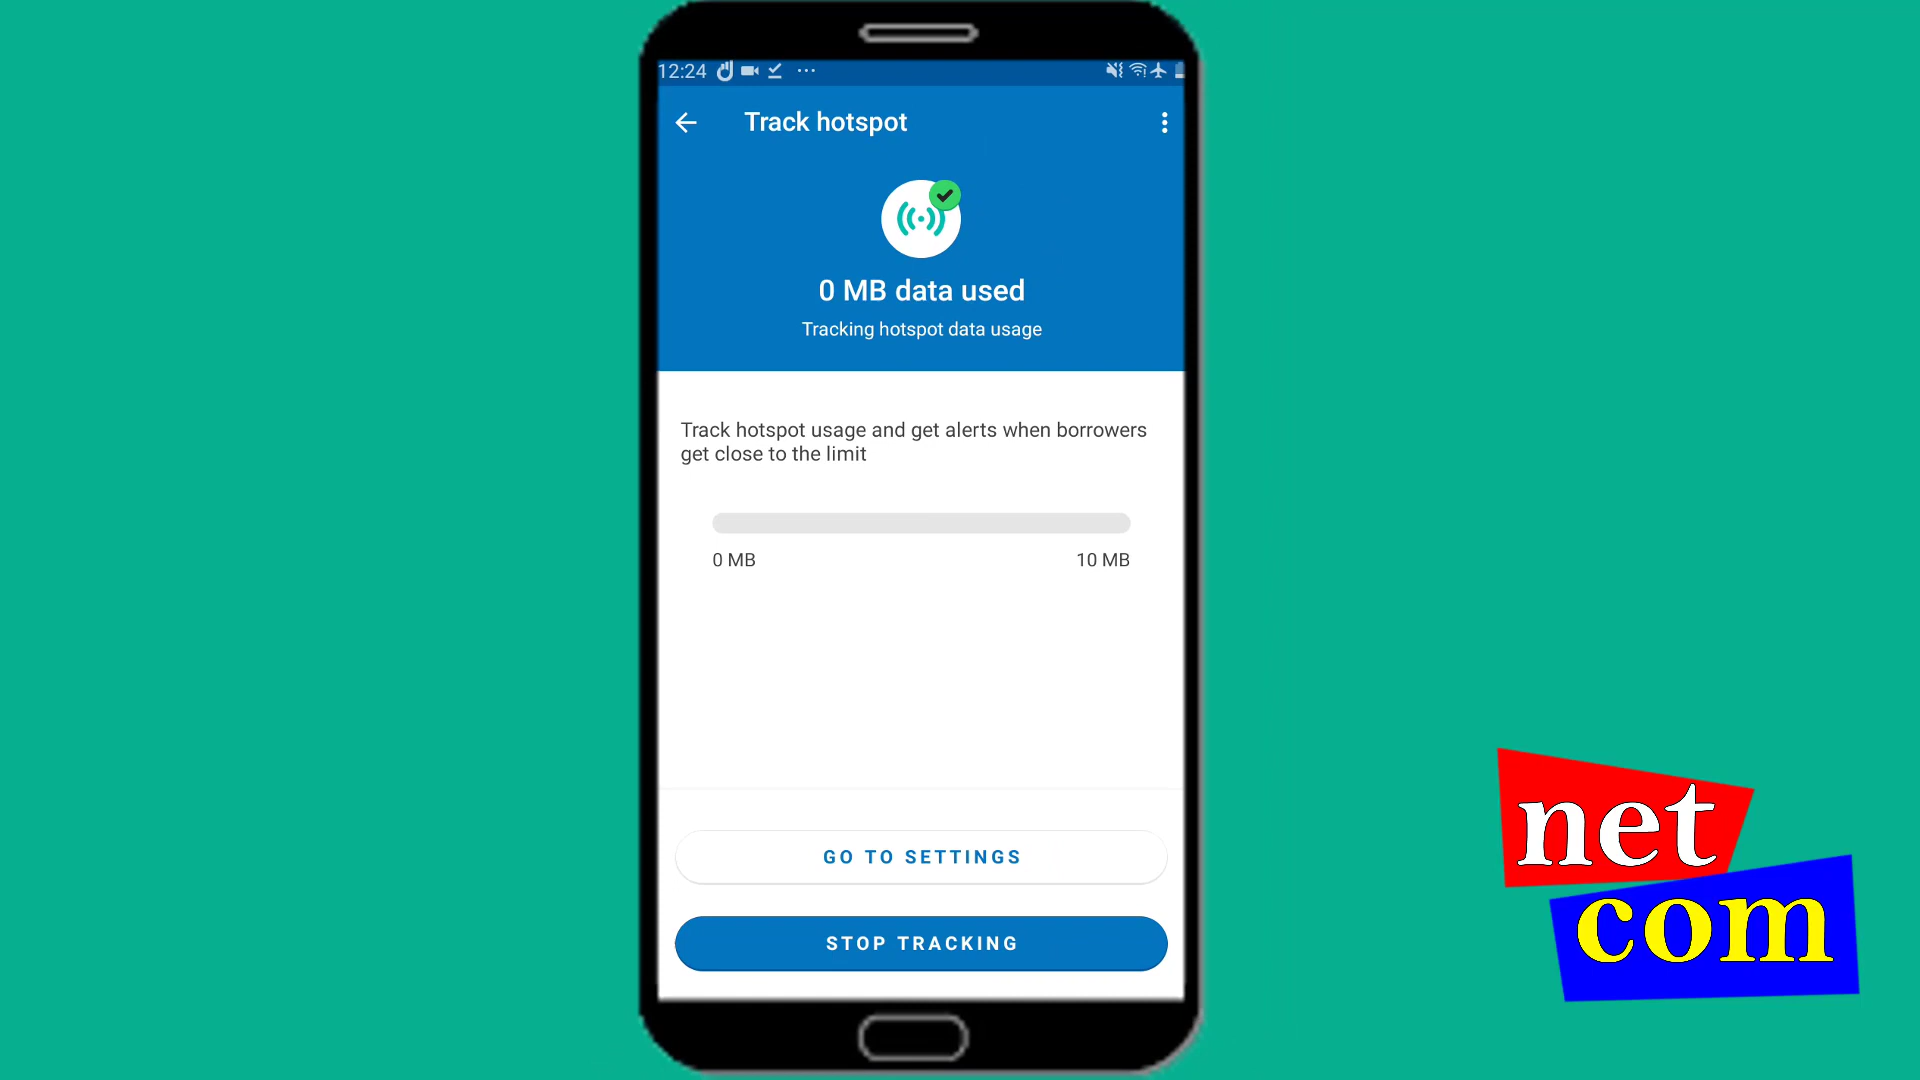 12:24
Track hotspot
0 MB data used
Tracking hotspot data usage
Track hotspot usage and get alerts when borrowers
get close to the limit
0 MB 10 MB
GO TO SETTINGS
STOP TRACKING
net
com